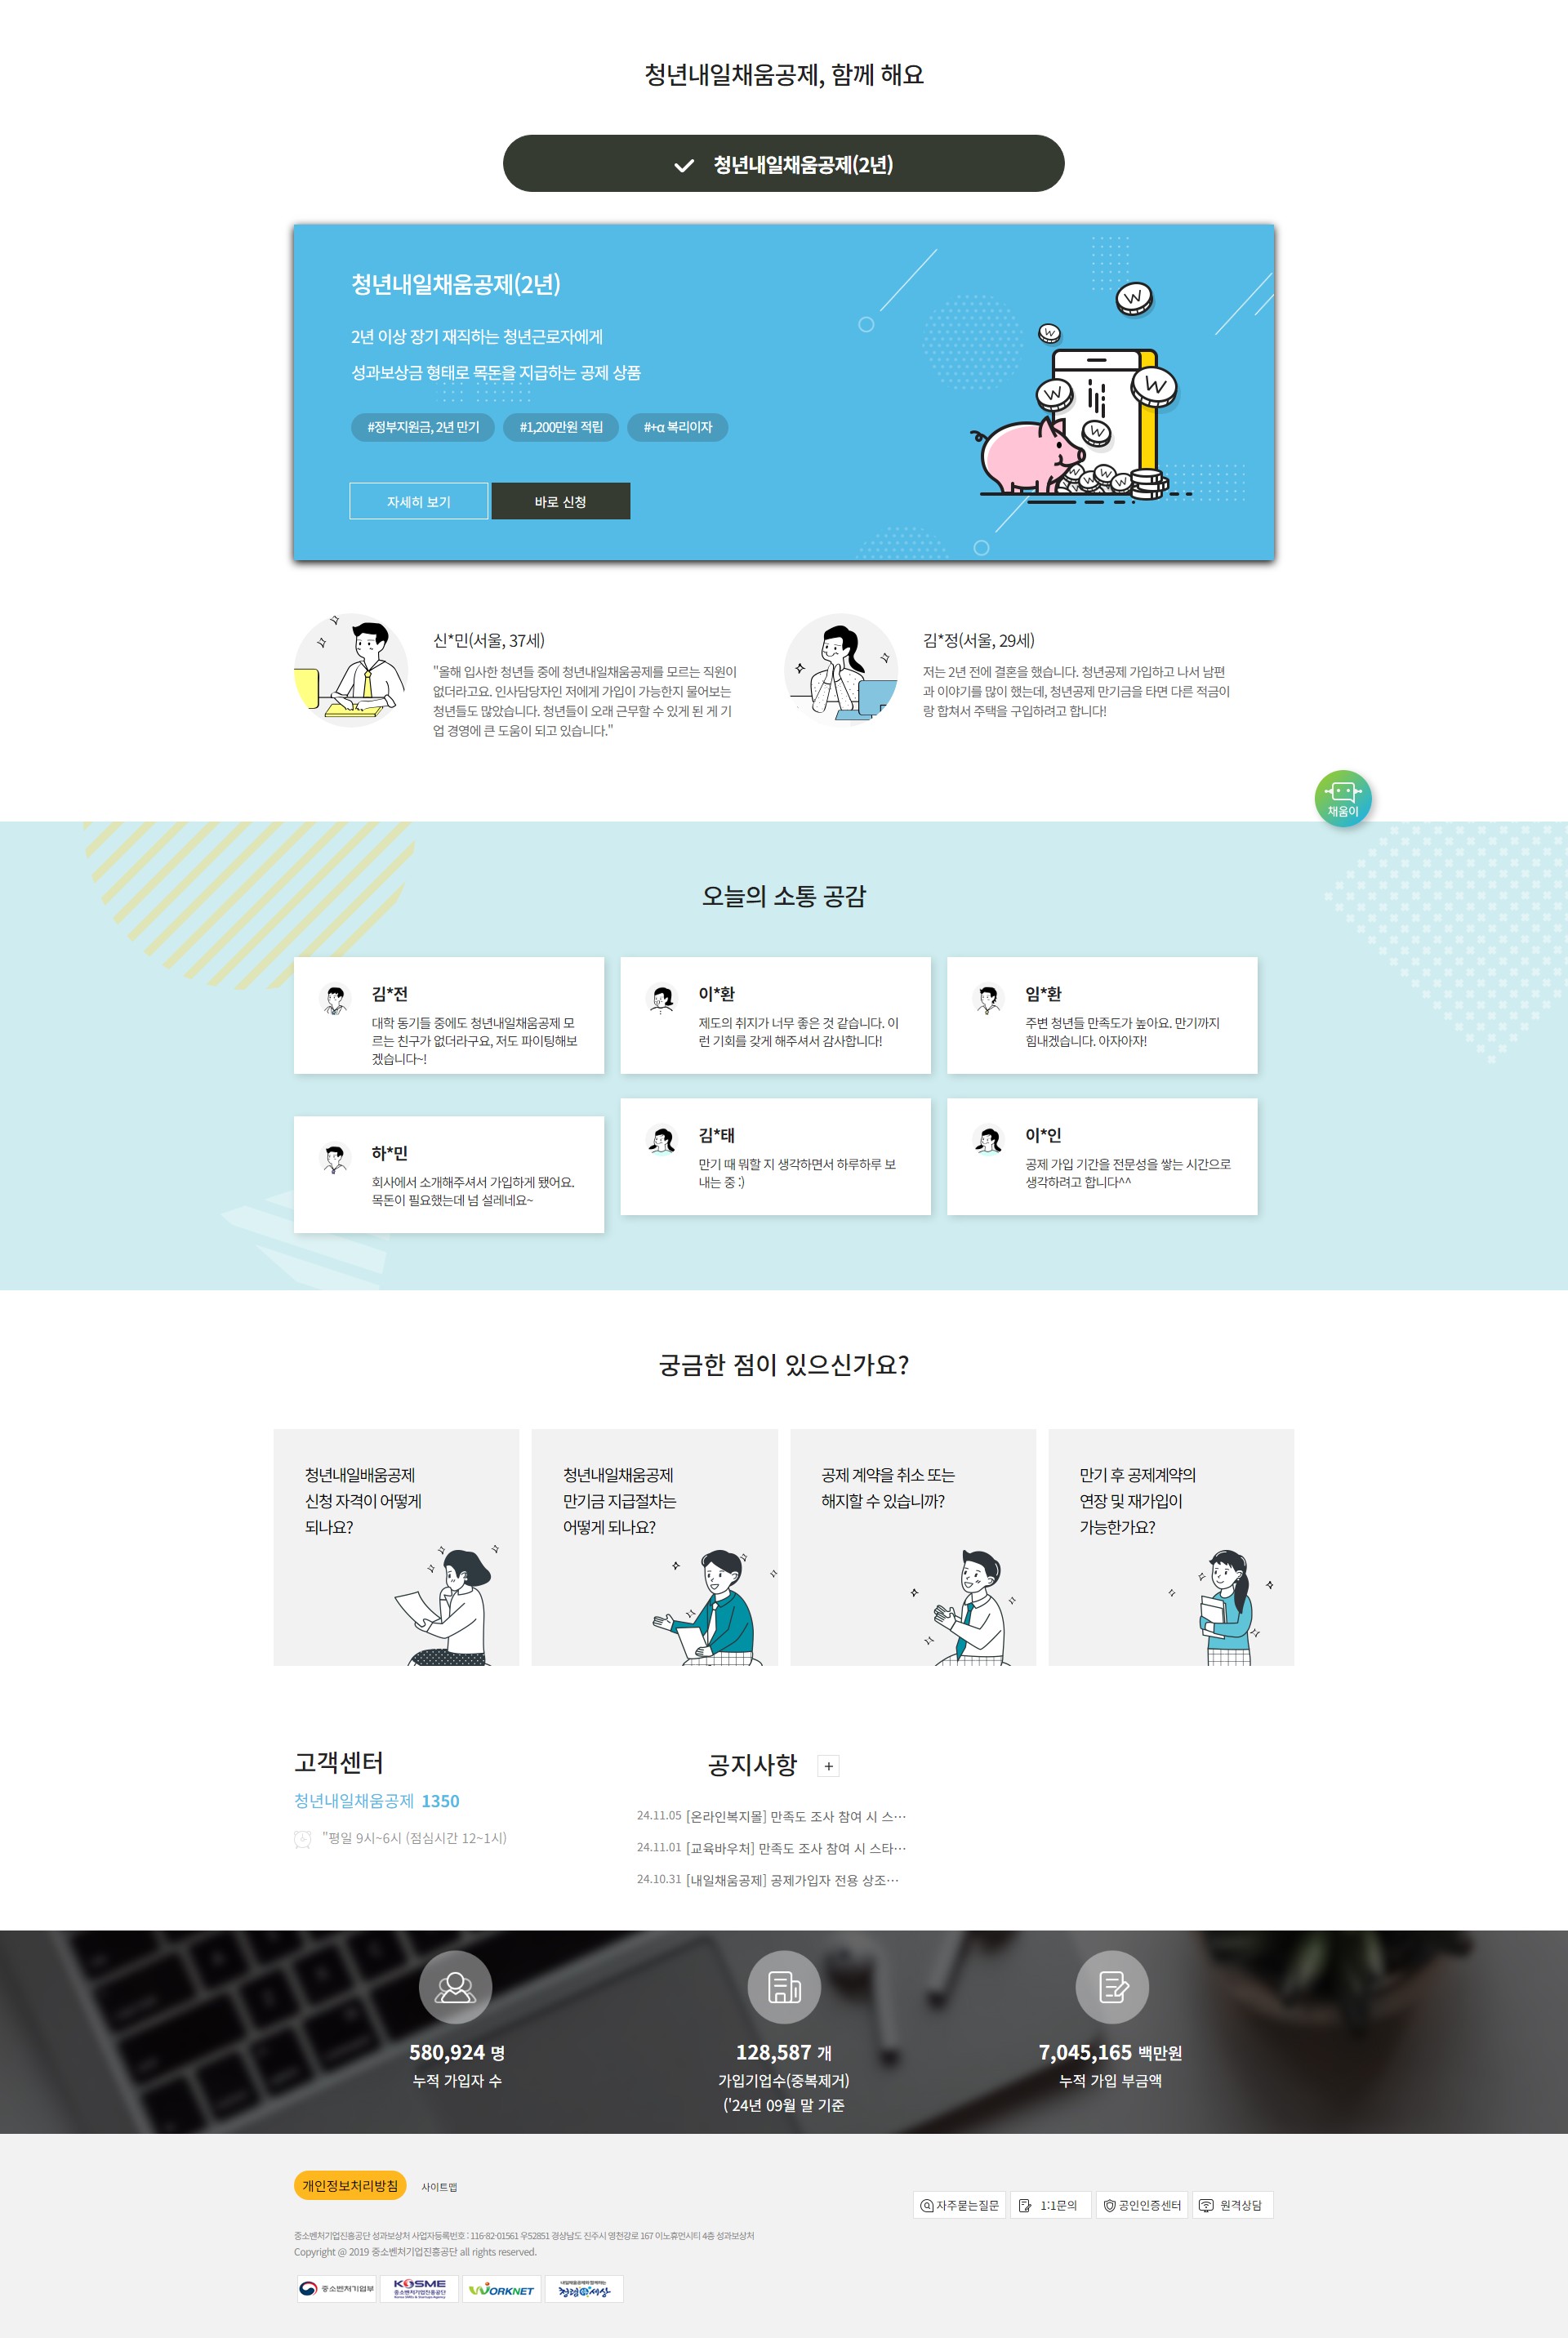 청년내일채움공제, 함께 해요
청년내일채움공제(2년)
청년내일채움공제(2년)
2년 이상 장기 재직하는 청년근로자에게
성과보상금 형태로 목돈을 지급하는 공제 상품
#정부지원금, 2년 만기
#1,200만원 적립
#+α 복리이자
자세히 보기
바로 신청
신*민(서울, 37세)
"올해 입사한 청년들 중에 청년내일채움공제를 모르는 직원이
없더라고요. 인사담당자인 저에게 가입이 가능한지 물어보는
청년들도 많았습니다. 청년들이 오래 근무할 수 있게 된 게 기
업 경영에 큰 도움이 되고 있습니다."
김*정(서울, 29세)
저는 2년 전에 결혼을 했습니다. 청년공제 가입하고 나서 남편
과 이야기를 많이 했는데, 청년공제 만기금을 타면 다른 적금이
랑 합쳐서 주택을 구입하려고 합니다!
채움이
오늘의 소통 공감
김*전
대학 동기들 중에도 청년내일채움공제 모
르는 친구가 없더라구요, 저도 파이팅해보
겠습니다~!
이*환
제도의 취지가 너무 좋은 것 같습니다. 이
런 기회를 갖게 해주셔서 감사합니다!
임*환
주변 청년들 만족도가 높아요. 만기까지
힘내겠습니다. 아자아자!
하*민
회사에서 소개해주셔서 가입하게 됐어요.
목돈이 필요했는데 넘 설레네요~
김*태
만기 때 뭐할 지 생각하면서 하루하루 보
내는 중 :)
이*인
공제 가입 기간을 전문성을 쌓는 시간으로
생각하려고 합니다^^
궁금한 점이 있으신가요?
청년내일배움공제
신청 자격이 어떻게
되나요?
청년내일채움공제
만기금 지급절차는
어떻게 되나요?
공제 계약을 취소 또는
해지할 수 있습니까?
만기 후 공제계약의
연장 및 재가입이
가능한가요?
고객센터
청년내일채움공제 1350
"평일 9시~6시 (점심시간 12~1시)
공지사항
+
24.11.05 [온라인복지몰] 만족도 조사 참여 시 스…
24.11.01 [교육바우처] 만족도 조사 참여 시 스타…
24.10.31 [내일채움공제] 공제가입자 전용 상조…
580,924 명
누적 가입자 수
128,587 개
가입기업수(중복제거)
('24년 09월 말 기준
7,045,165 백만원
누적 가입 부금액
개인정보처리방침
사이트맵
자주묻는질문
1:1문의
공인인증센터
원격상담
중소벤처기업진흥공단 성과보상처 사업자등록번호 : 116-82-01561 우52851 경상남도 진주시 영천강로 167 이노휴먼시티 4층 성과보상처
Copyright @ 2019 중소벤처기업진흥공단 all rights reserved.
중소벤처기업부
KOSME
중소벤처기업진흥공단
WORKNET